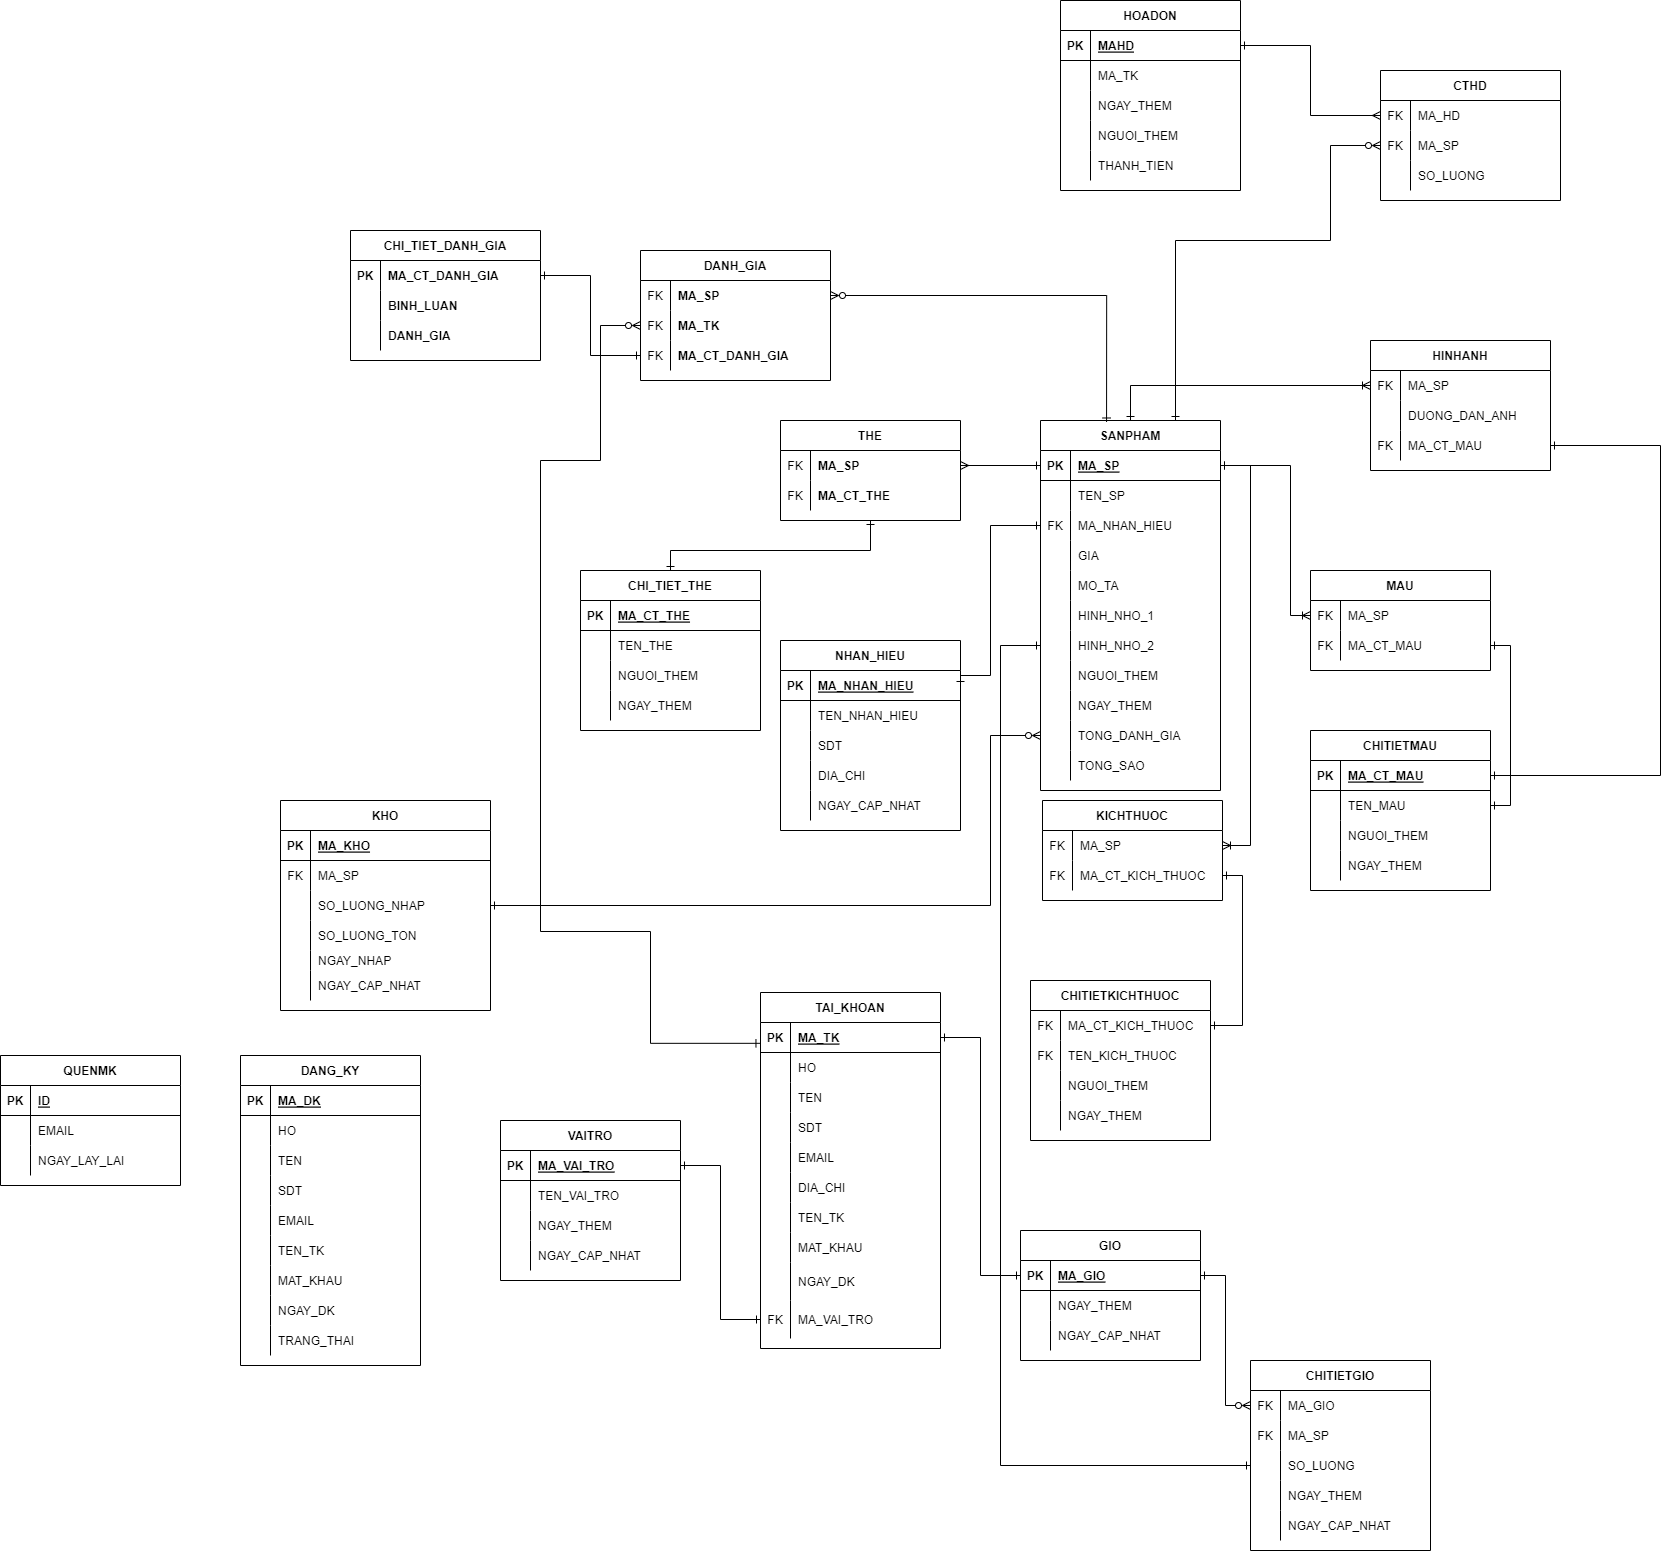 HOADON
PK MAHD
MA_TK
NGAY_THEM
NGUOI_THEM
THANH_TIEN
CTHD
FK MA_HD
FK MA_SP
SO_LUONG
CHI_TIET_DANH_GIA
PK MA_CT_DANH_GIA
BINH_LUAN
DANH_GIA
DANH_GIA
FK MA_SP
FK MA_TK
FK MA_CT_DANH_GIA
HINHANH
FK MA_SP
DUONG_DAN_ANH
FK MA_CT_MAU
THE
FK MA_SP
FK MA_CT_THE
SANPHAM
PK MA_SP
TEN_SP
FK MA_NHAN_HIEU
GIA
MO_TA
HINH_NHO_1
HINH_NHO_2
NGUOI_THEM
NGAY_THEM
TONG_DANH_GIA
TONG_SAO
CHI_TIET_THE
PK MA_CT_THE
TEN_THE
NGUOI_THEM
NGAY_THEM
NHAN_HIEU
PK MA_NHAN_HIEU
TEN_NHAN_HIEU
SDT
DIA_CHI
NGAY_CAP_NHAT
MAU
FK MA_SP
FK MA_CT_MAU
CHITIETMAU
PK MA_CT_MAU
TEN_MAU
NGUOI_THEM
NGAY_THEM
KHO
PK MA_KHO
FK MA_SP
SO_LUONG_NHAP
SO_LUONG_TON
NGAY_NHAP
NGAY_CAP_NHAT
KICHTHUOC
FK MA_SP
FK MA_CT_KICH_THUOC
CHITIETKICHTHUOC
FK MA_CT_KICH_THUOC
FK TEN_KICH_THUOC
NGUOI_THEM
NGAY_THEM
TAI_KHOAN
PK MA_TK
HO
TEN
SDT
EMAIL
DIA_CHI
TEN_TK
MAT_KHAU
NGAY_DK
FK MA_VAI_TRO
QUENMK
PK ID
EMAIL
NGAY_LAY_LAI
DANG_KY
PK MA_DK
HO
TEN
SDT
EMAIL
TEN_TK
MAT_KHAU
NGAY_DK
TRANG_THAI
VAITRO
PK MA_VAI_TRO
TEN_VAI_TRO
NGAY_THEM
NGAY_CAP_NHAT
GIO
PK MA_GIO
NGAY_THEM
NGAY_CAP_NHAT
CHITIETGIO
FK MA_GIO
FK MA_SP
SO_LUONG
NGAY_THEM
NGAY_CAP_NHAT